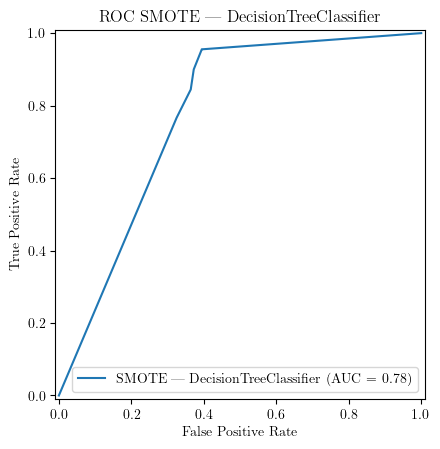 ROC SMOTE — DecisionTreeClassifier
1.0
0.8
0.6
0.4
0.2
0.0
True Positive Rate
SMOTE — DecisionTreeClassifier (AUC = 0.78)
0.0 0.2 0.4 0.6 0.8 1.0
False Positive Rate